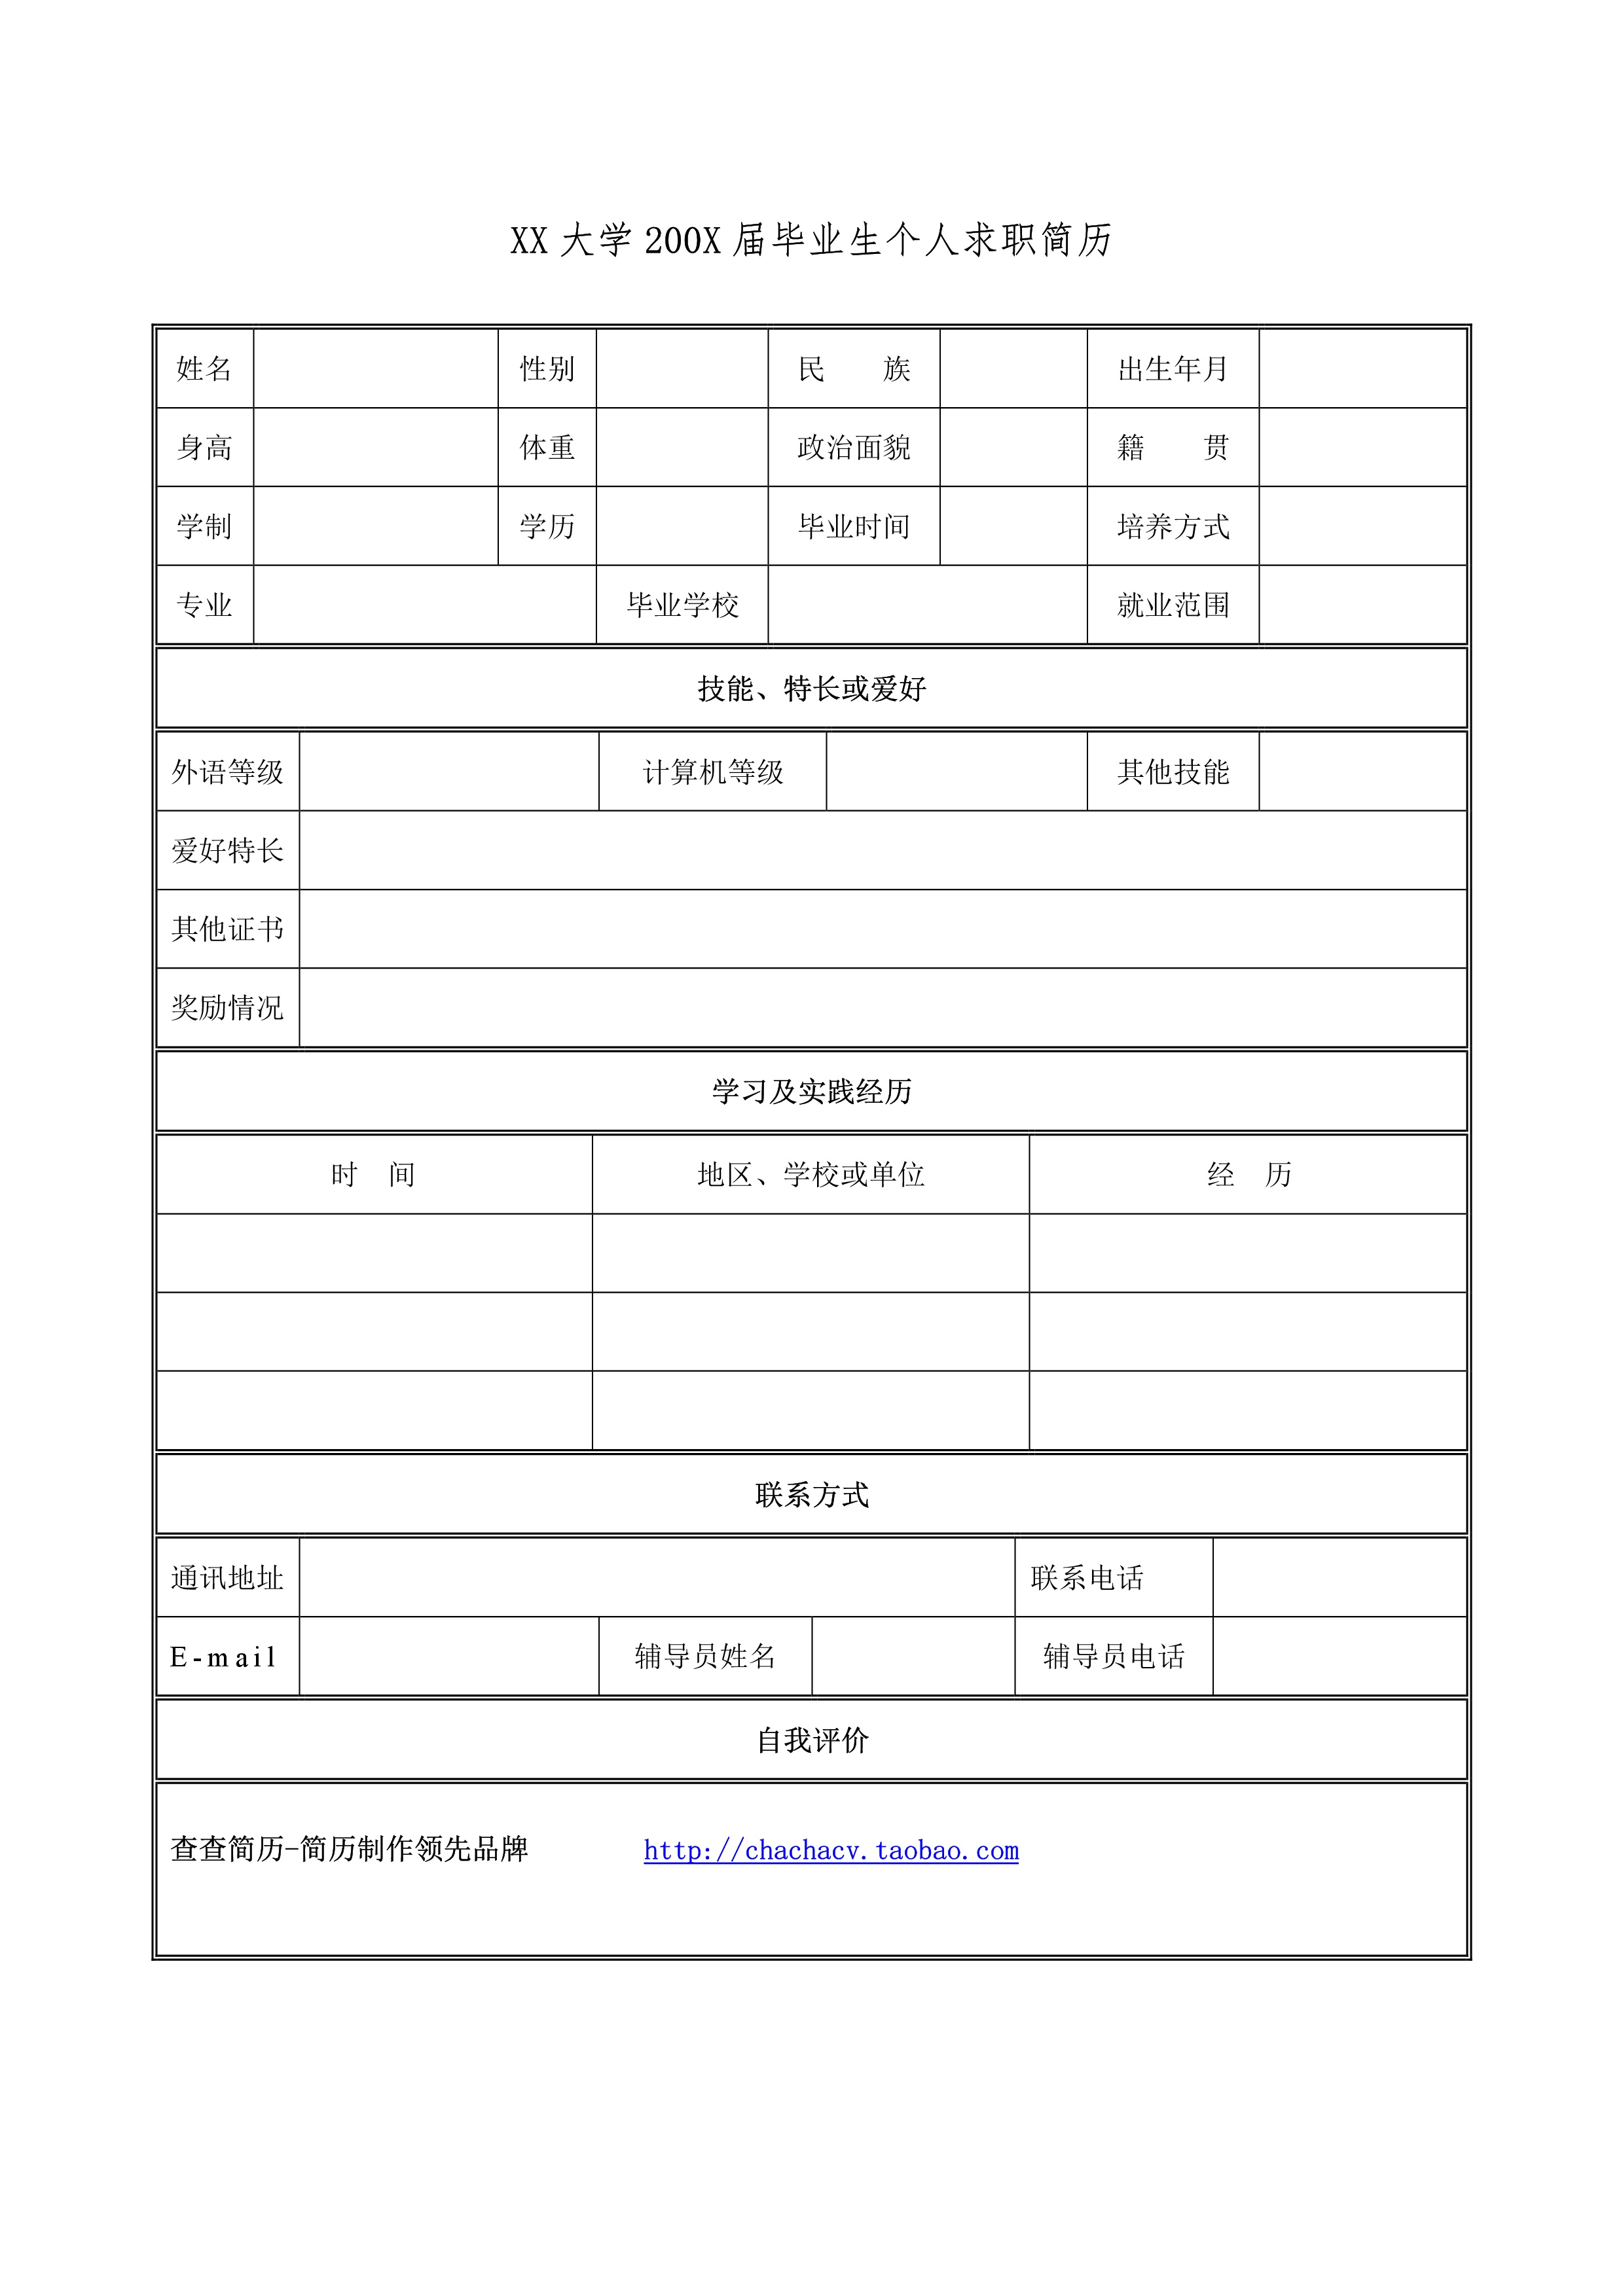 XX 大学 200X 届毕业生个人求职简历
姓名 性别 民 族 出生年月
身高 体重 政治面貌 籍 贯
学制 学历 毕业时间 培养方式
专业 毕业学校 就业范围
技能、特长或爱好
外语等级 计算机等级 其他技能
爱好特长
其他证书
奖励情况
学习及实践经历
时 间 地区、学校或单位 经 历
联系方式
通讯地址 联系电话
E-mail 辅导员姓名 辅导员电话
自我评价
查查简历-简历制作领先品牌 http://chachacv.taobao.com